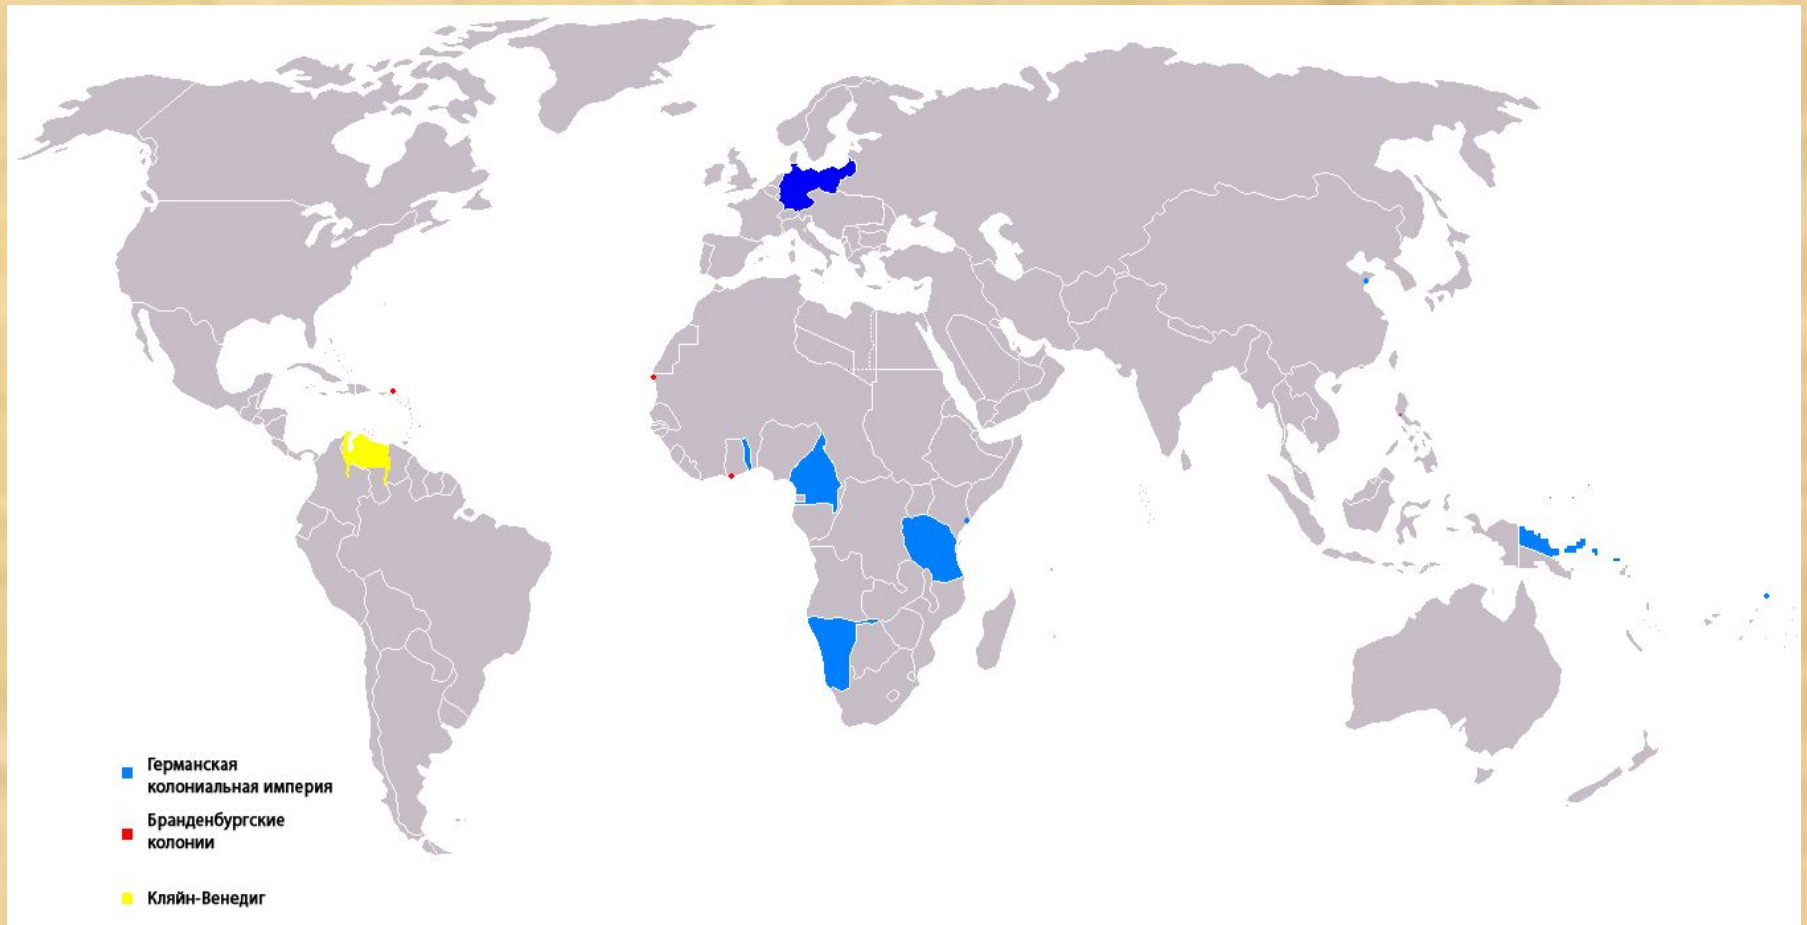 Германская
колониальная империя
Бранденбургские
колонии
Кляйн-Венедиг